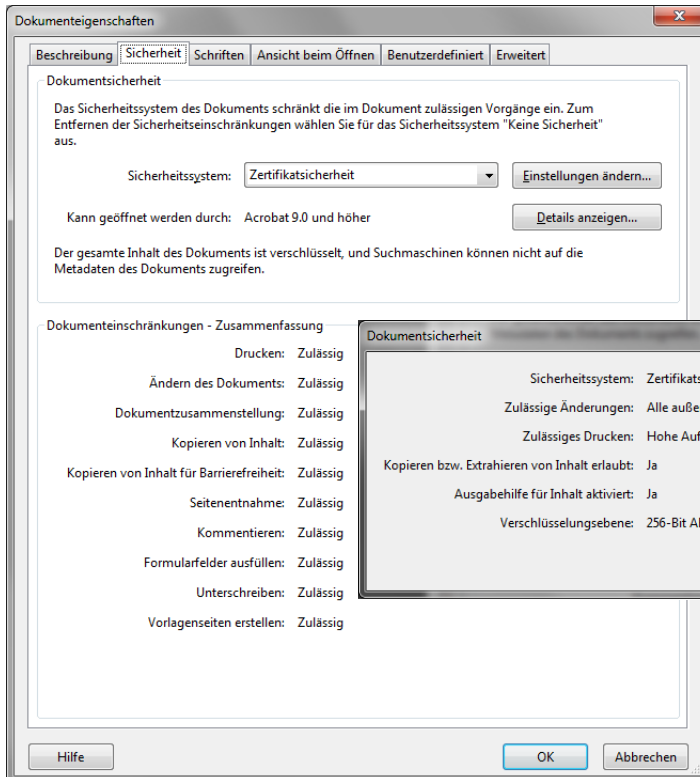 Dokumenteigenschaften
x
Beschreibung Sicherheit Schriften Ansicht beim Öffnen Benutzerdefiniert Erweitert
Dokumentsicherheit
Das Sicherheitssystem des Dokuments schränkt die im Dokument zulässigen Vorgänge ein. Zum
Entfernen der Sicherheitseinschränkungen wählen Sie für das Sicherheitssystem "Keine Sicherheit"
aus.
Sicherheitssystem: Zertifikatsicherheit Einstellungen ändern...
Kann geöffnet werden durch: Acrobat 9.0 und höher Details anzeigen...
Der gesamte Inhalt des Dokuments ist verschlüsselt, und Suchmaschinen können nicht auf die
Metadaten des Dokuments zugreifen.
Dokumenteinschränkungen - Zusammenfassung
Drucken: Zulässig
Ändern des Dokuments: Zulässig
Dokumentzusammenstellung: Zulässig
Kopieren von Inhalt: Zulässig
Kopieren von Inhalt für Barrierefreiheit: Zulässig
Seitenentnahme: Zulässig
Kommentieren: Zulässig
Formularfelder ausfüllen: Zulässig
Unterschreiben: Zulässig
Vorlagenseiten erstellen: Zulässig
Dokumentsicherheit
Sicherheitssystem: Zertifikats
Zulässige Änderungen: Alle auße
Zulässiges Drucken: Hohe Auf
Kopieren bzw. Extrahieren von Inhalt erlaubt: Ja
Ausgabehilfe für Inhalt aktiviert: Ja
Verschlüsselungsebene: 256-Bit A
Hilfe OK Abbrechen